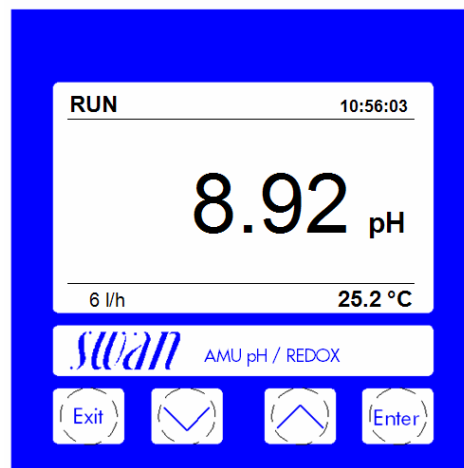 RUN 10:56:03
8.92 pH
6 l/h 25.2 °C
swan AMU pH / REDOX
Exit Enter